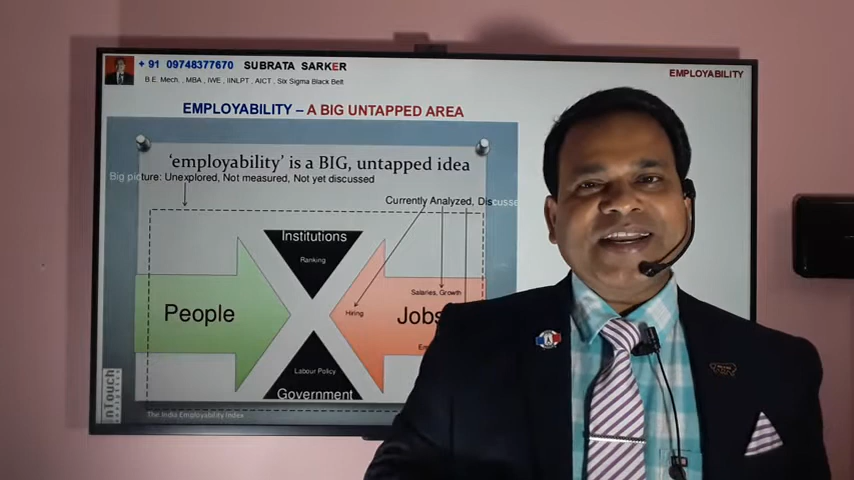 + 91 09748377670 SUBRATA SARKER
B.E. Mech., MBA, IWE, IINLPT, AICT, Six Sigma Black Belt
EMPLOYABILITY
EMPLOYABILITY – A BIG UNTAPPED AREA
'employability' is a BIG, untapped idea
Big picture: Unexplored, Not measured, Not yet discussed
Currently Analyzed, Discusse
Institutions
Ranking
People
Salaries, Growth
Hiring
Jobs
Labour Policy
Government
nTouch
The India Employability Index